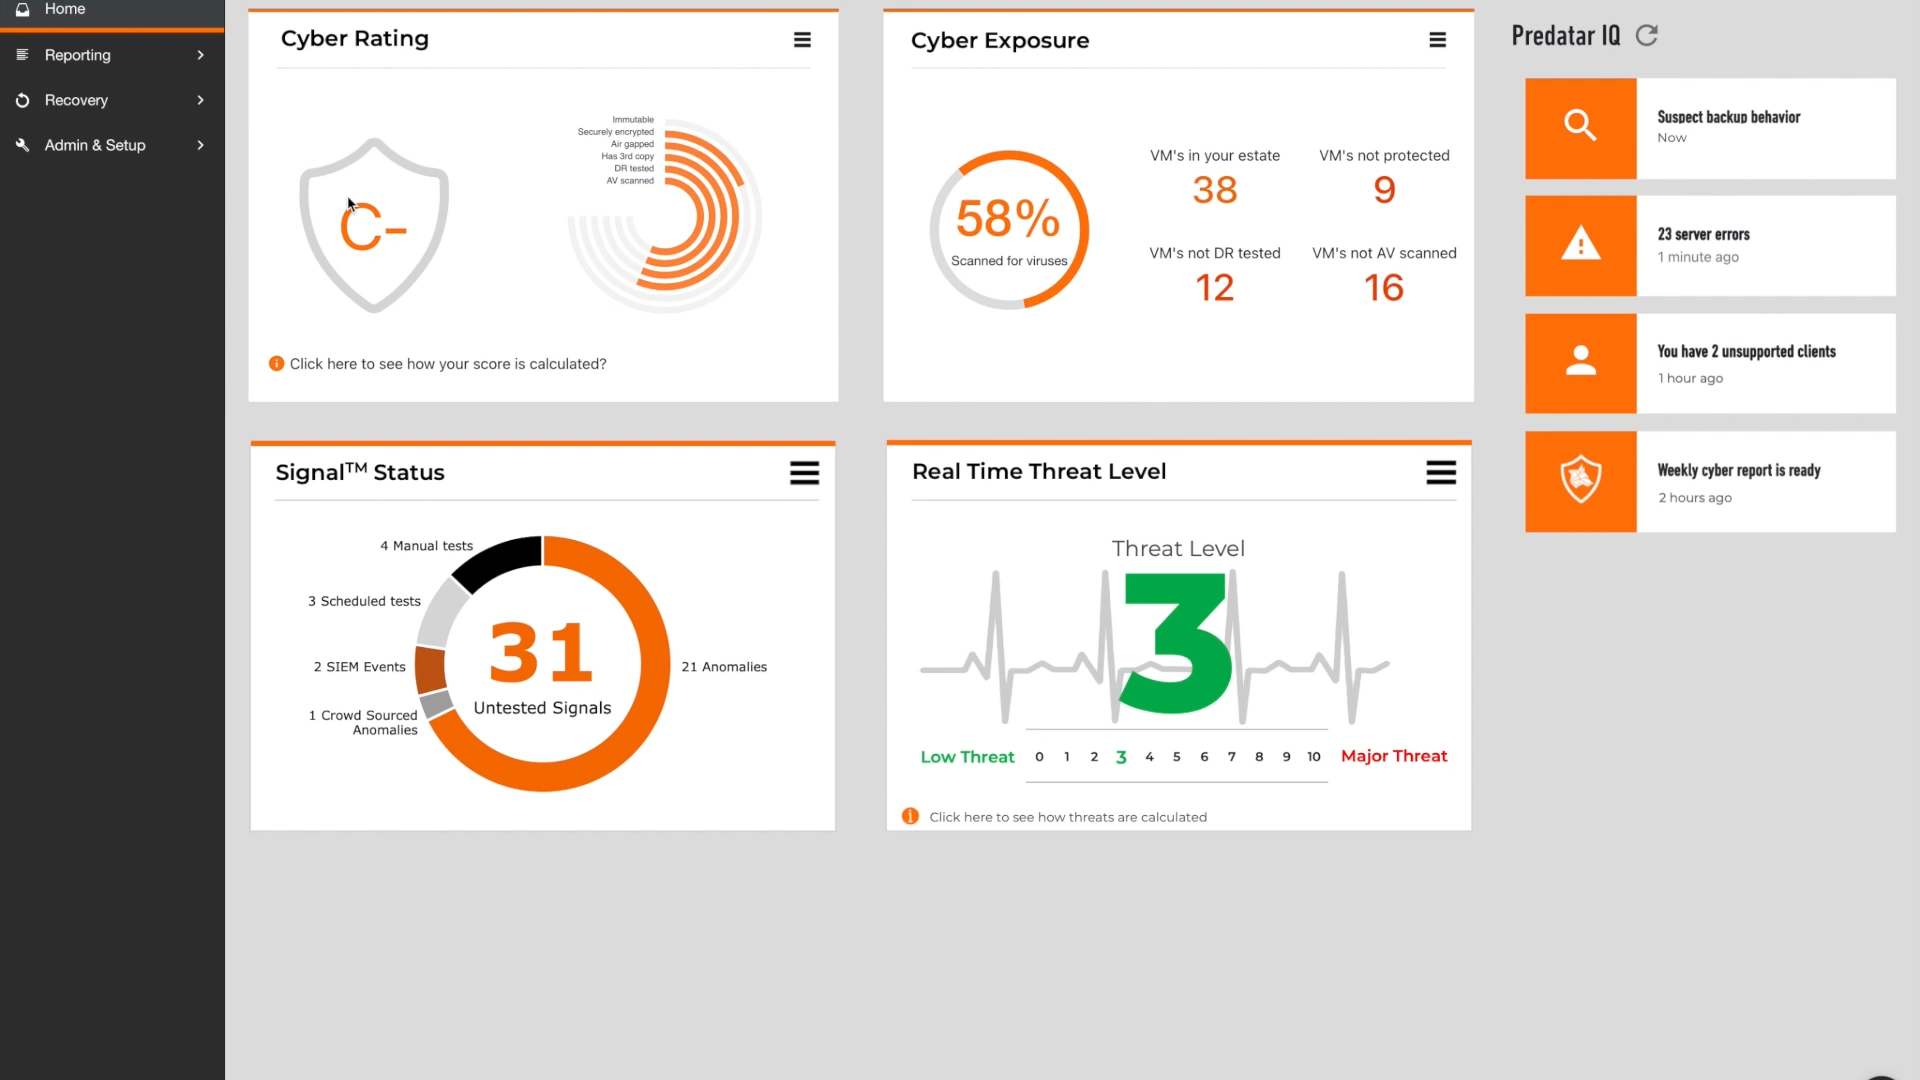 Home
Reporting
Recovery
Admin & Setup
Cyber Rating
C-
Immutable
Securely encrypted
Air gapped
Has 3rd copy
DR tested
AV scanned
Click here to see how your score is calculated?
Cyber Exposure
58%
Scanned for viruses
VM's in your estate
38
VM's not protected
9
VM's not DR tested
12
VM's not AV scanned
16
Signal™ Status
4 Manual tests
3 Scheduled tests
2 SIEM Events
1 Crowd Sourced
Anomalies
31
Untested Signals
21 Anomalies
Real Time Threat Level
Threat Level
3
Low Threat 0 1 2 3 4 5 6 7 8 9 10 Major Threat
Click here to see how threats are calculated
Predatar IQ
Suspect backup behavior
Now
23 server errors
1 minute ago
You have 2 unsupported clients
1 hour ago
Weekly cyber report is ready
2 hours ago